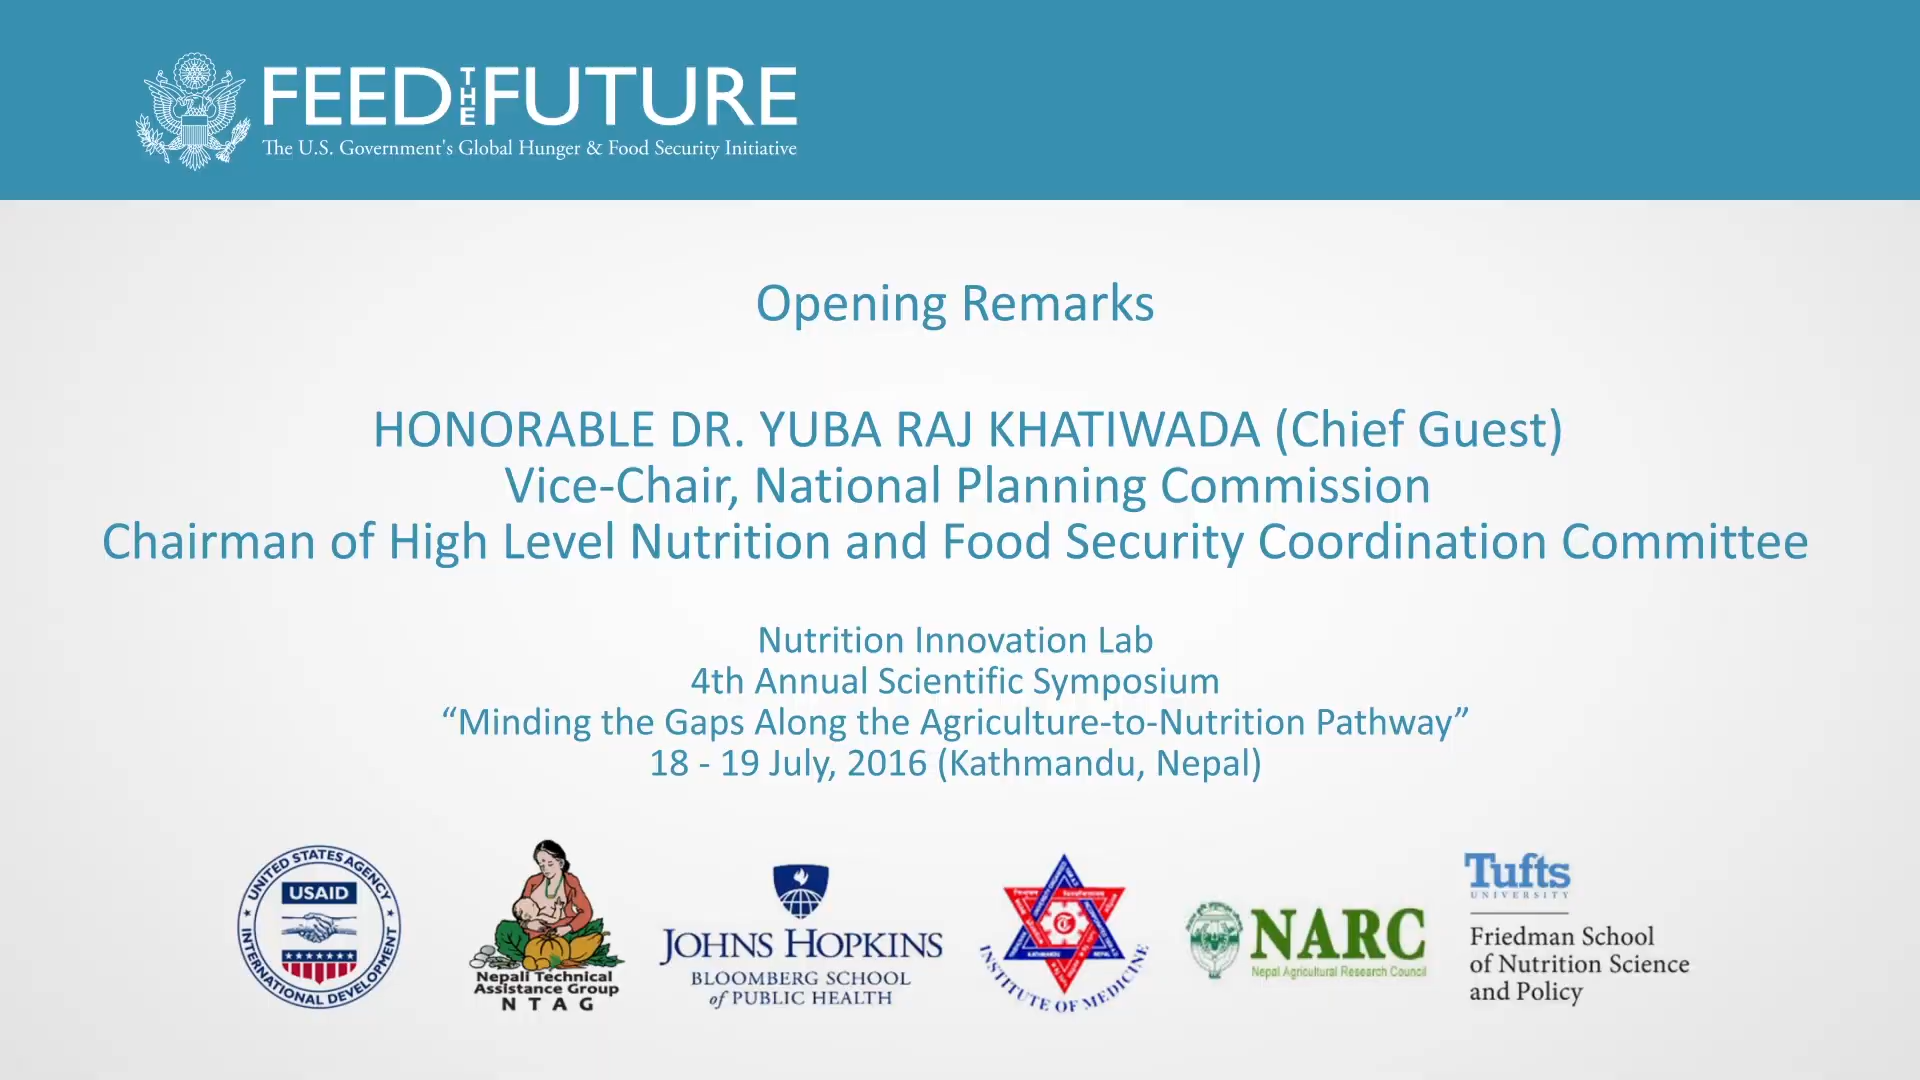 FEED THE FUTURE
The U.S. Government's Global Hunger & Food Security Initiative
Opening Remarks
HONORABLE DR. YUBA RAJ KHATIWADA (Chief Guest)
Vice-Chair, National Planning Commission
Chairman of High Level Nutrition and Food Security Coordination Committee
Nutrition Innovation Lab
4th Annual Scientific Symposium
“Minding the Gaps Along the Agriculture-to-Nutrition Pathway”
18 - 19 July, 2016 (Kathmandu, Nepal)
UNITED STATES AGENCY
USAID
INTERNATIONAL DEVELOPMENT
Nepali Technical
Assistance Group
N T A G
JOHNS HOPKINS
BLOOMBERG SCHOOL
of PUBLIC HEALTH
KATHMANDU
INSTITUTE OF MEDICINE
NARC
Nepal Agricultural Research Council
Tufts
UNIVERSITY
Friedman School
of Nutrition Science
and Policy